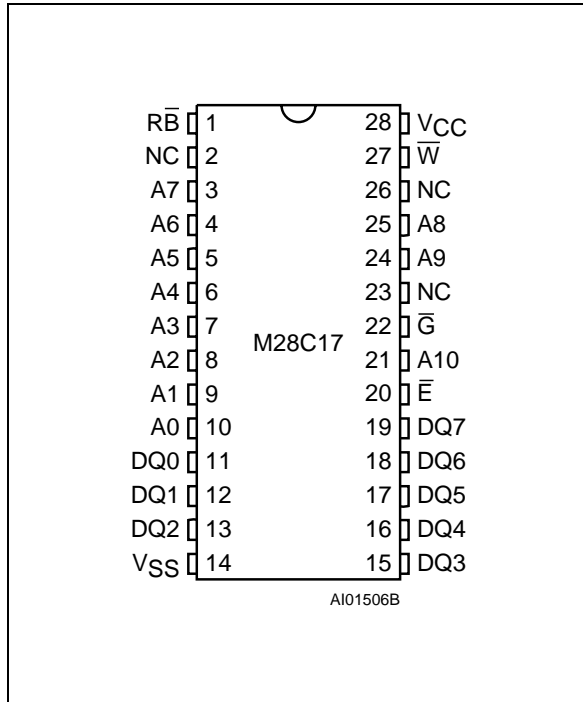 RB̅ 1 28 VCC
NC 2 27 W̅
A7 3 26 NC
A6 4 25 A8
A5 5 24 A9
A4 6 23 NC
A3 7 22 G̅
M28C17
A2 8 21 A10
A1 9 20 E̅
A0 10 19 DQ7
DQ0 11 18 DQ6
DQ1 12 17 DQ5
DQ2 13 16 DQ4
VSS 14 15 DQ3
AI01506B